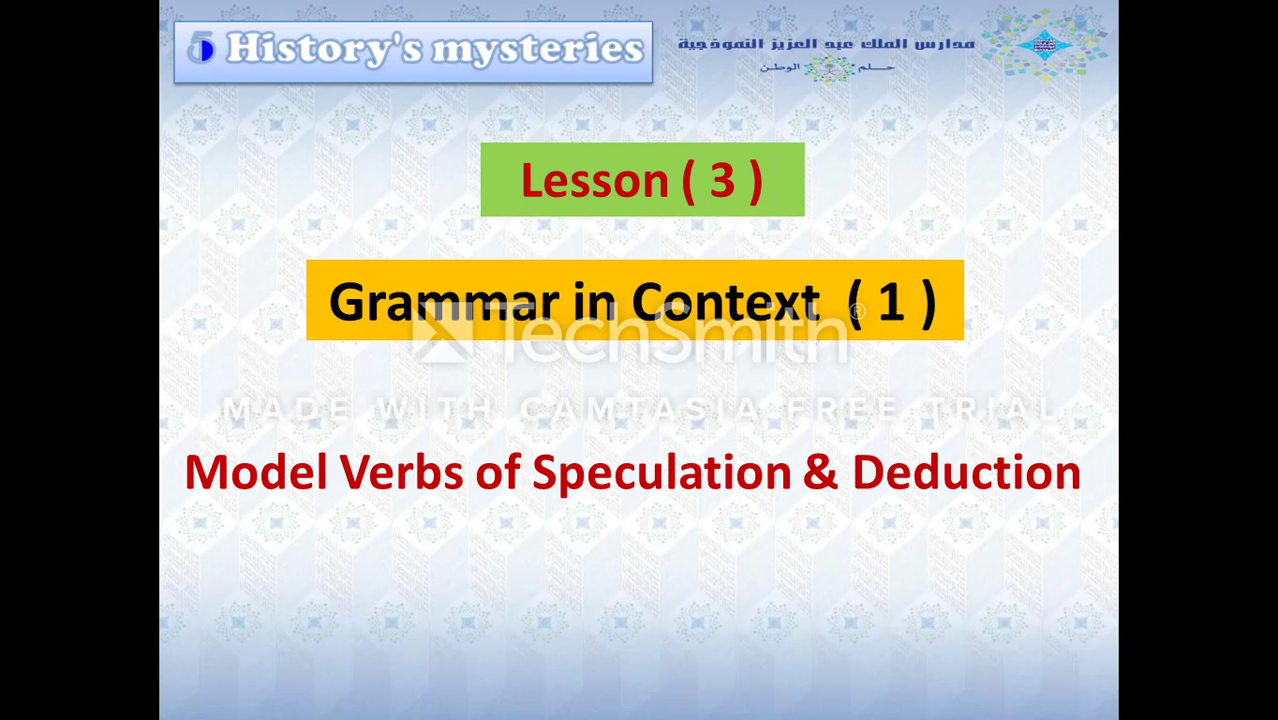 5 History's mysteries
مدارس الملك عبد العزيز النموذجية
حلم الوطن
Lesson ( 3 )
Grammar in Context ( 1 )
TechSmith®
MADE WITH CAMTASIA FREE TRIAL
Model Verbs of Speculation & Deduction